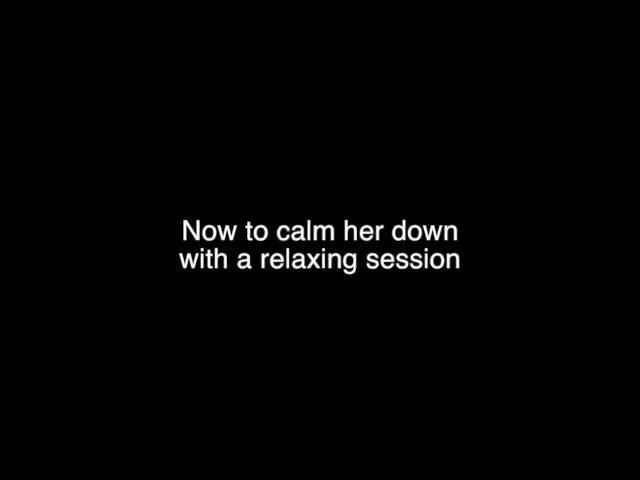 Now to calm her down
with a relaxing session